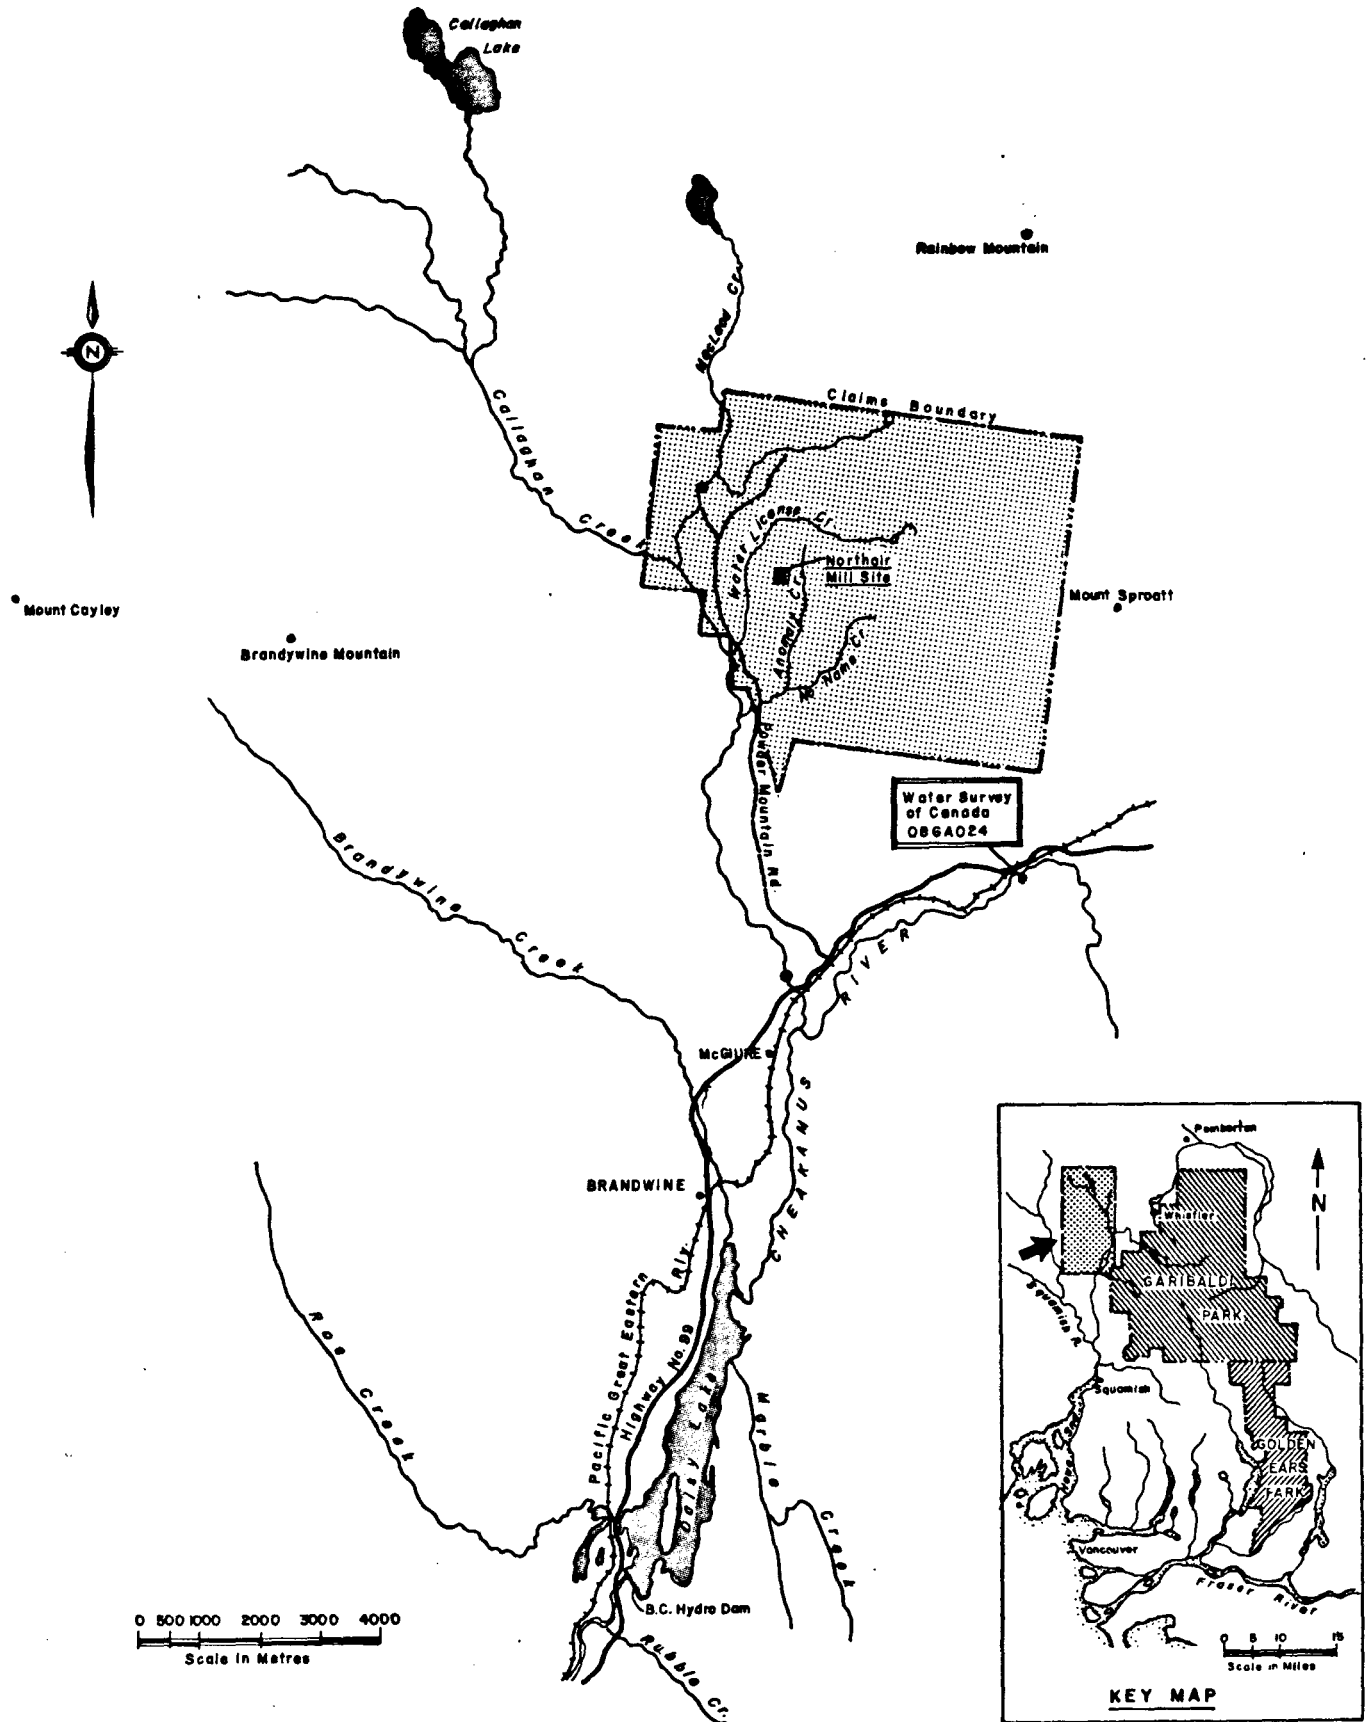 Callaghan
Lake
Rainbow Mountain
MacLeod Cr.
N
Claims Boundary
Callaghan Creek
Water License Cr.
Northair
Mill Site
Anomaly Cr.
No Name Cr.
Mount Sproatt
Mount Cayley
Brandywine Mountain
Powder Mountain Rd.
Water Survey
of Canada
08GA024
Brandywine Creek
RIVER
McGIURE
CHEAKAMUS
BRANDWINE
Pacific Great Eastern Rly.
Highway No. 99
Daisy Lake
Roe Creek
Marble Creek
B.C. Hydro Dam
Rubble Cr.
0 500 1000 2000 3000 4000
Scale in Metres
Pemberton
N
Whistler
GARIBALDI
PARK
Squamish R.
Squamish
Howe Snd
GOLDEN
EARS
PARK
Vancouver
Fraser River
0 5 10 15
Scale in Miles
KEY MAP